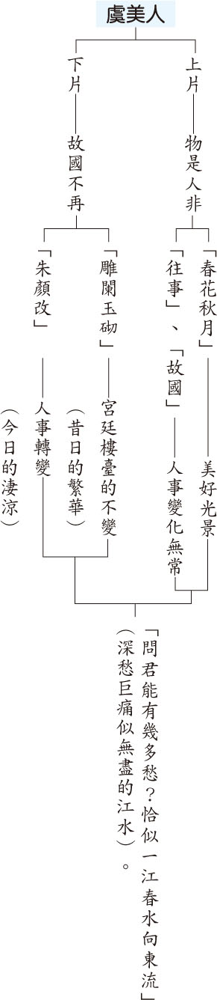 虞美人
上片
物是人非
「春花秋月」
美好光景
「往事」、「故國」
人事變化無常
下片
故國不再
「雕闌玉砌」
宮廷樓臺的不變
（昔日的繁華）
「朱顏改」
人事轉變
（今日的淒涼）
「問君能有幾多愁？恰似一江春水向東流」
（深愁巨痛似無盡的江水）。